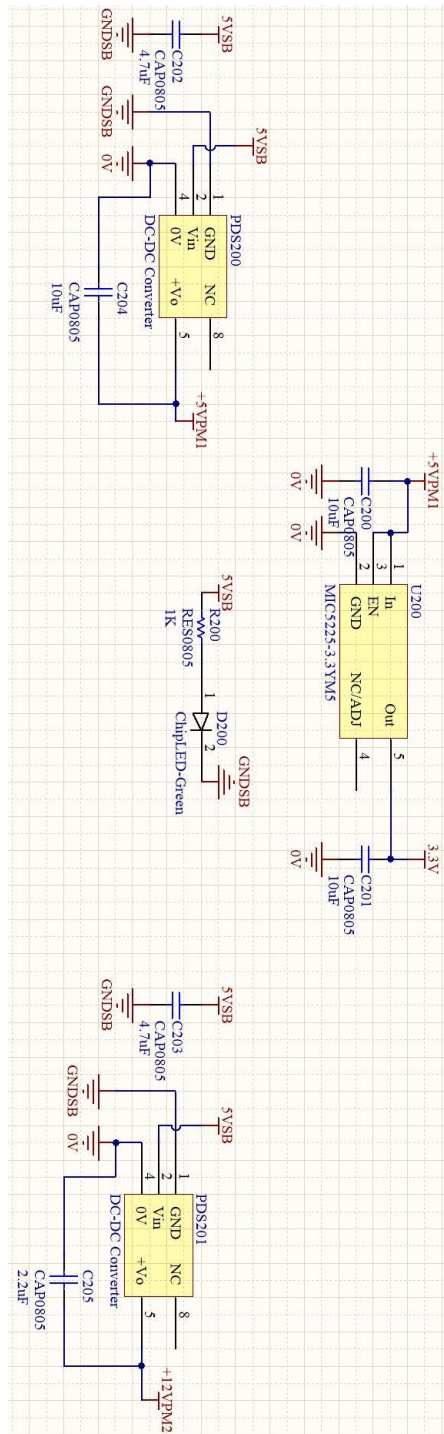 5VSB
C202
CAP0805
4.7uF
GNDSB
GNDSB
0V
5VSB
1
2
4
PDS200
GND
Vin
0V
NC
+Vo
DC-DC Converter
8
5
C204
CAP0805
10uF
+5VPM1
+5VPM1
C200
CAP0805
10uF
0V
0V
1
3
2
U200
In
EN
GND
Out
NC/ADJ
MIC5225-3.3YM5
5
4
3.3V
C201
CAP0805
10uF
0V
5VSB
R200
RES0805
1K
1
D200
2
ChipLED-Green
GNDSB
5VSB
C203
CAP0805
4.7uF
GNDSB
GNDSB
0V
5VSB
1
2
4
PDS201
GND
Vin
0V
NC
+Vo
DC-DC Converter
8
5
C205
CAP0805
2.2uF
+12VPM2